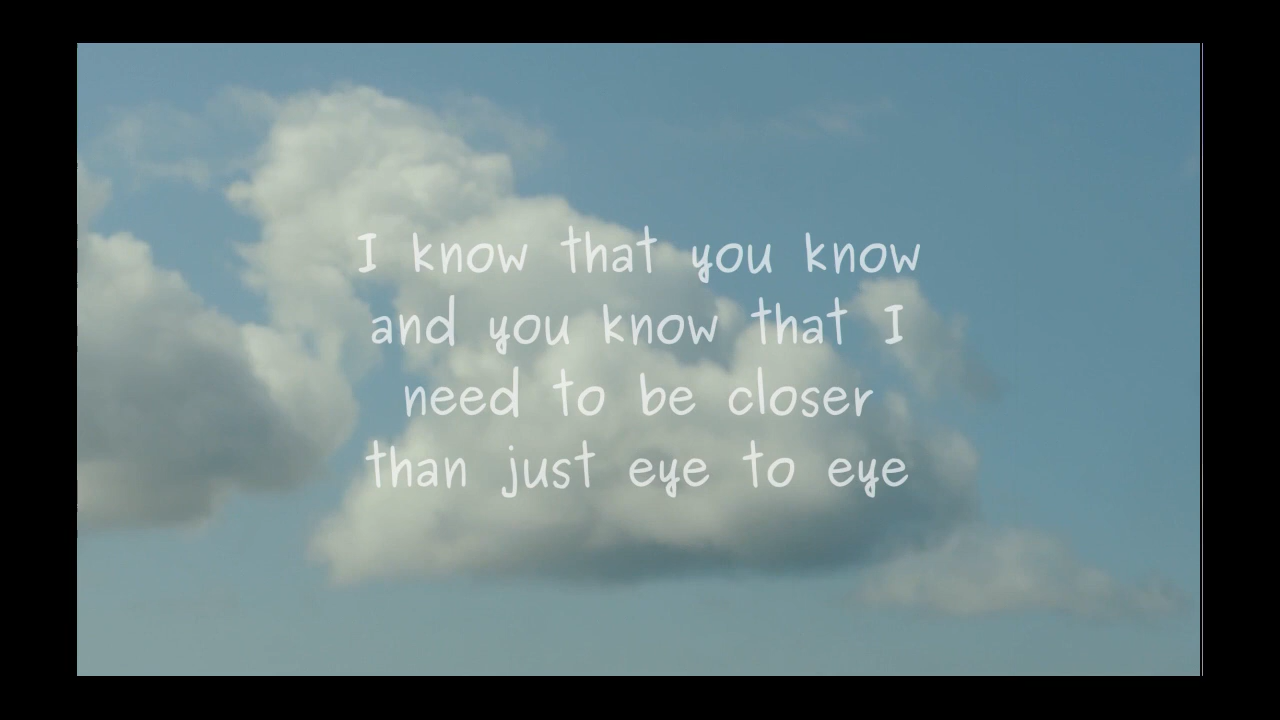 I know that you know
and you know that I
need to be closer
than just eye to eye